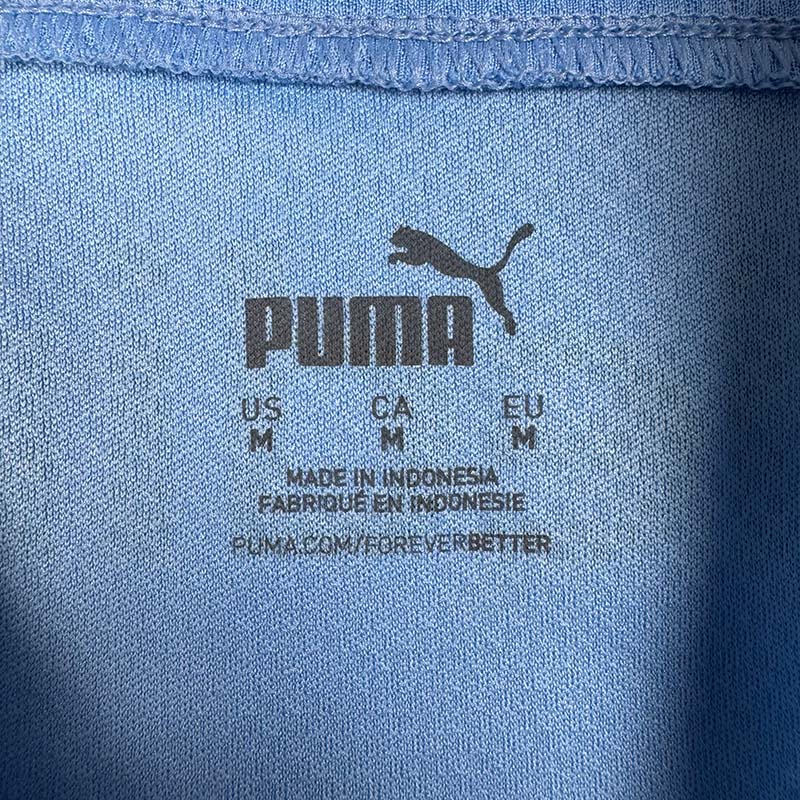 PUMA
US CA EU
M M M
MADE IN INDONESIA
FABRIQUÉ EN INDONESIE
PUMA.COM/FOREVERBETTER